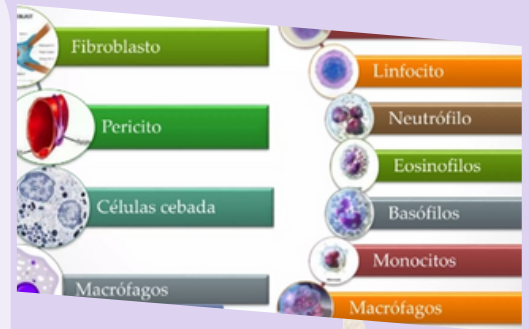 Fibroblasto
Pericito
Células cebada
Macrófagos
Linfocito
Neutrófilo
Eosinofilos
Basófilos
Monocitos
Macrófagos